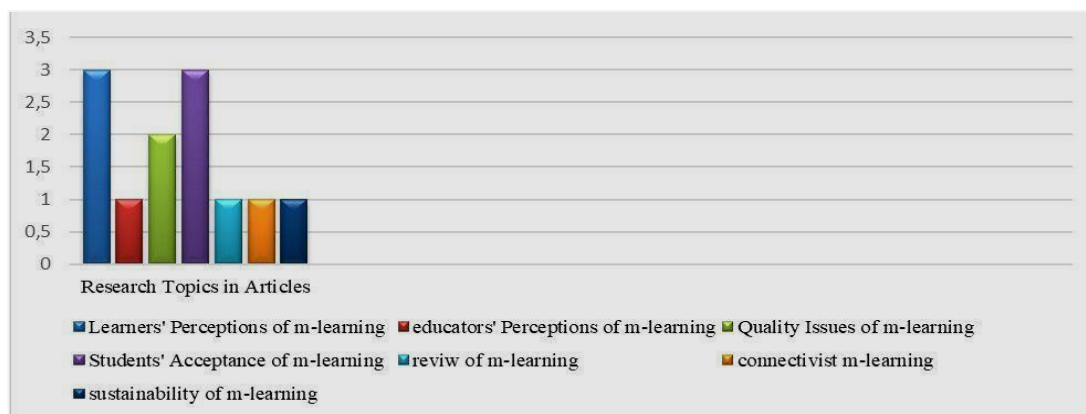 3,5
3
2,5
2
1,5
1
0,5
0
Research Topics in Articles
Learners' Perceptions of m-learning educators' Perceptions of m-learning Quality Issues of m-learning
Students' Acceptance of m-learning reviw of m-learning connectivist m-learning
sustainability of m-learning